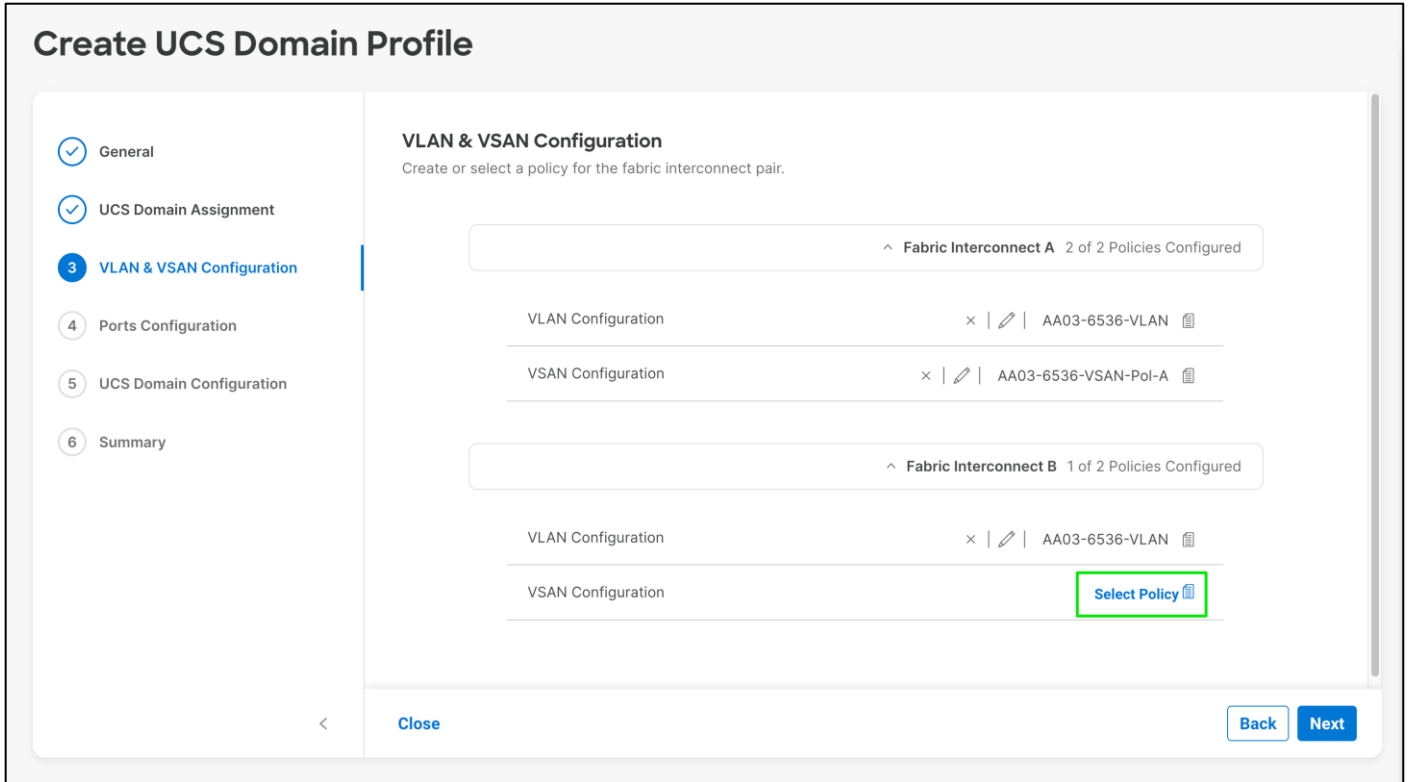 Create UCS Domain Profile
General
UCS Domain Assignment
3 VLAN & VSAN Configuration
4 Ports Configuration
5 UCS Domain Configuration
6 Summary
VLAN & VSAN Configuration
Create or select a policy for the fabric interconnect pair.
Fabric Interconnect A 2 of 2 Policies Configured
VLAN Configuration AA03-6536-VLAN
VSAN Configuration AA03-6536-VSAN-Pol-A
Fabric Interconnect B 1 of 2 Policies Configured
VLAN Configuration AA03-6536-VLAN
VSAN Configuration Select Policy
Close Back Next